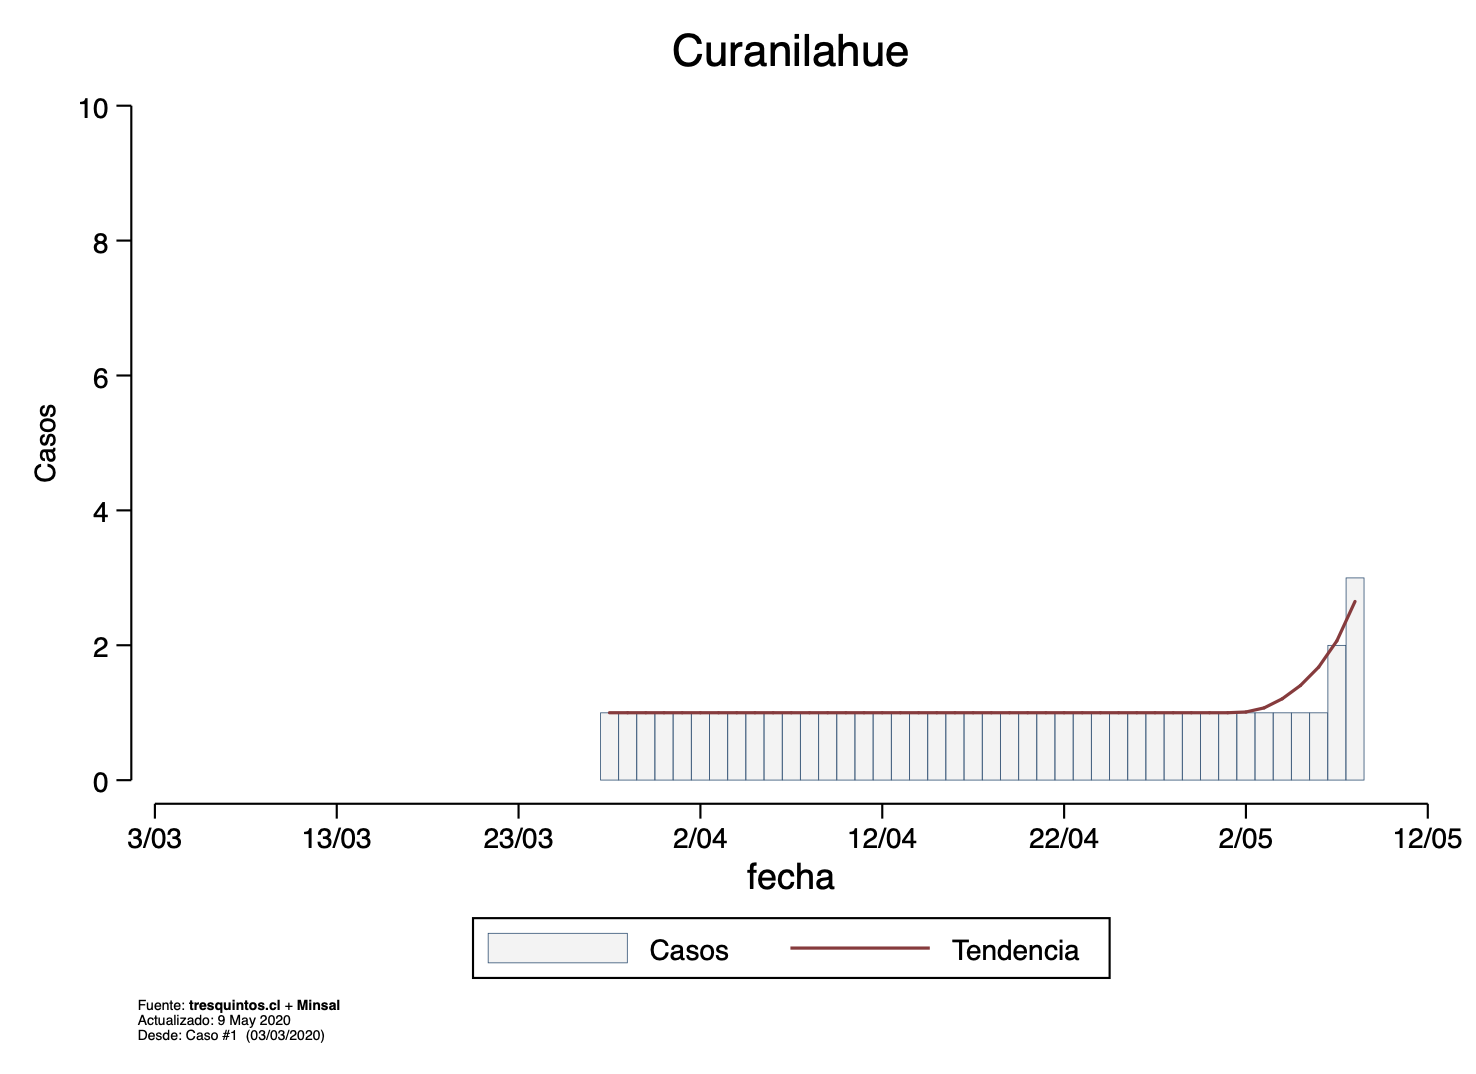 Curanilahue
10
8
6
4
2
0
Casos
3/03 13/03 23/03 2/04 12/04 22/04 2/05 12/05
fecha
Casos Tendencia
Fuente: tresquintos.cl + Minsal
Actualizado: 9 May 2020
Desde: Caso #1 (03/03/2020)